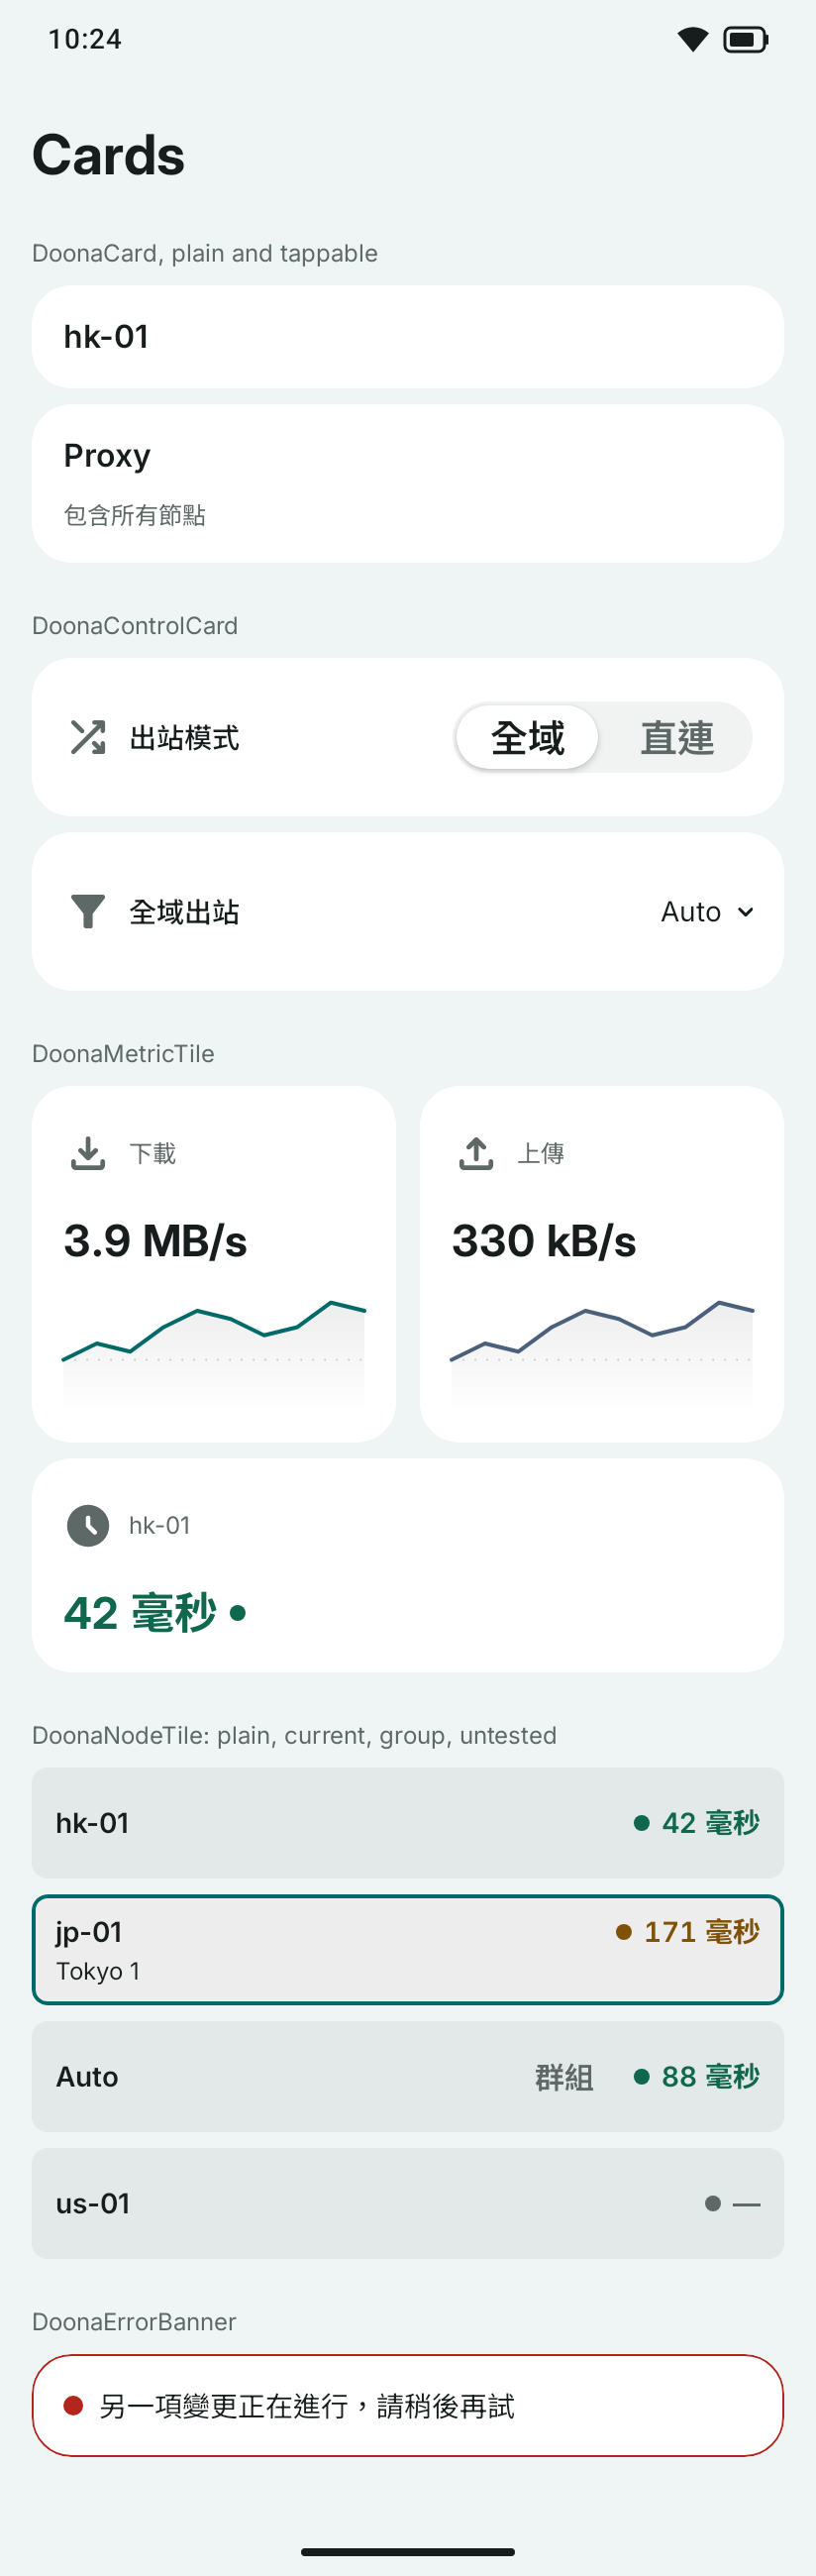 10:24
Cards
DoonaCard, plain and tappable
hk-01
Proxy
包含所有節點
DoonaControlCard
出站模式 全域 直連
全域出站 Auto
DoonaMetricTile
下載
3.9 MB/s
上傳
330 kB/s
hk-01
42 毫秒
DoonaNodeTile: plain, current, group, untested
hk-01 42 毫秒
jp-01 171 毫秒
Tokyo 1
Auto 群組 88 毫秒
us-01 —
DoonaErrorBanner
另一項變更正在進行，請稍後再試